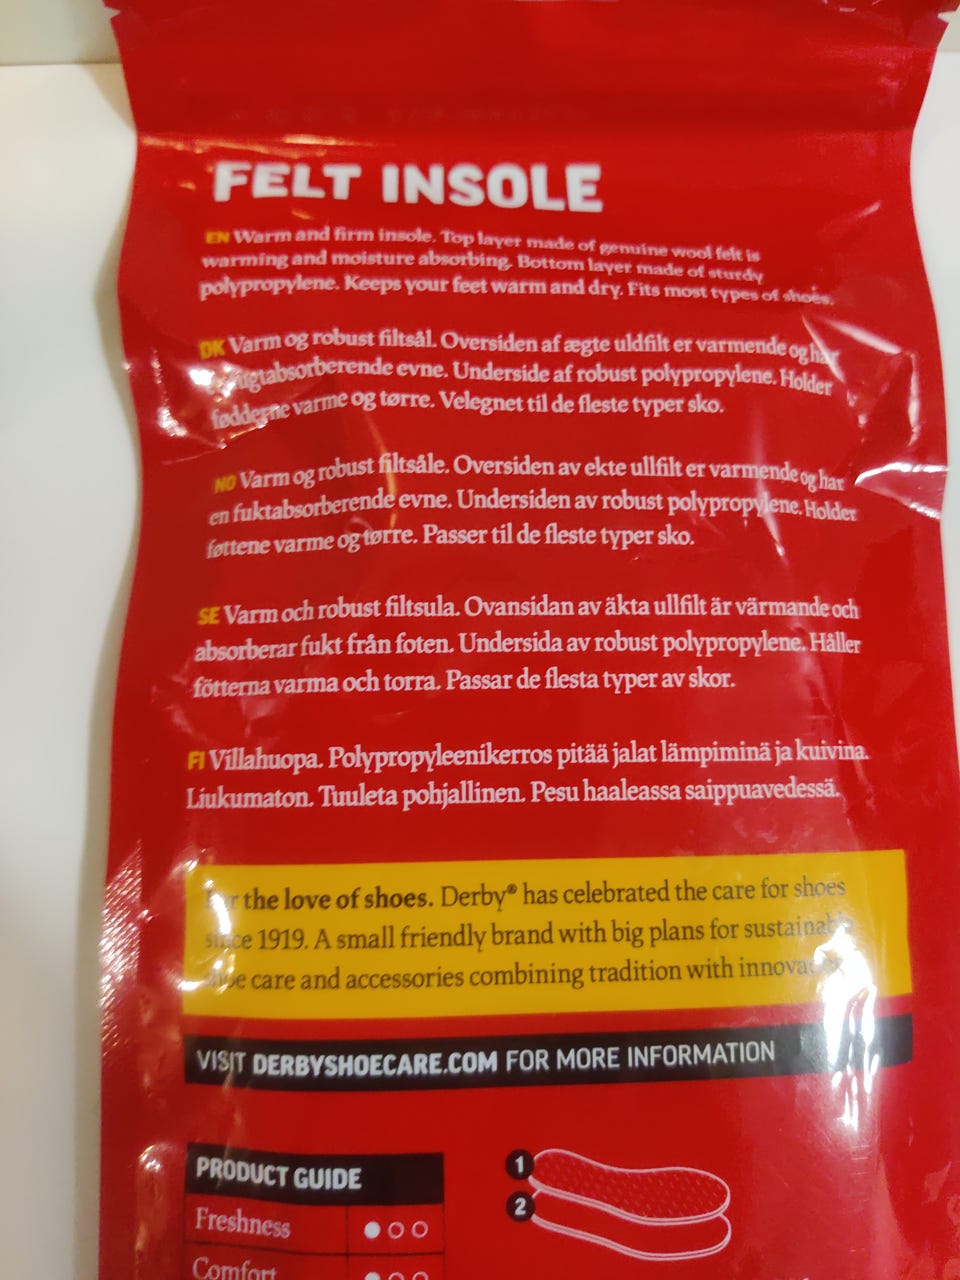 FELT INSOLE
EN Warm and firm insole. Top layer made of genuine wool felt is
warming and moisture absorbing. Bottom layer made of sturdy
polypropylene. Keeps your feet warm and dry. Fits most types of shoes.
DK Varm og robust filtsål. Oversiden af ægte uldfilt er varmende og har
evne. Underside af robust polypropylene. Holder
fødderne varme og tørre. Velegnet til de fleste typer sko.
NO Varm og robust filtsåle. Oversiden av ekte ullfilt er varmende og har
en fuktabsorberende evne. Undersiden av robust polypropylene. Holder
føttene varme og tørre. Passer til de fleste typer sko.
SE Varm och robust filtsula. Ovansidan av äkta ullfilt är värmande och
absorberar fukt från foten. Undersida av robust polypropylene. Håller
fötterna varma och torra. Passar de flesta typer av skor.
FI Villahuopa. Polypropyleenikerros pitää jalat lämpiminä ja kuivina.
Liukumaton. Tuuleta pohjallinen. Pesu haaleassa saippuavedessä.
the love of shoes. Derby® has celebrated the care for shoes
since 1919. A small friendly brand with big plans for
care and accessories combining tradition with
VISIT DERBYSHOECARE.COM FOR MORE INFORMATION
PRODUCT GUIDE
Freshness
Comfort
1
2